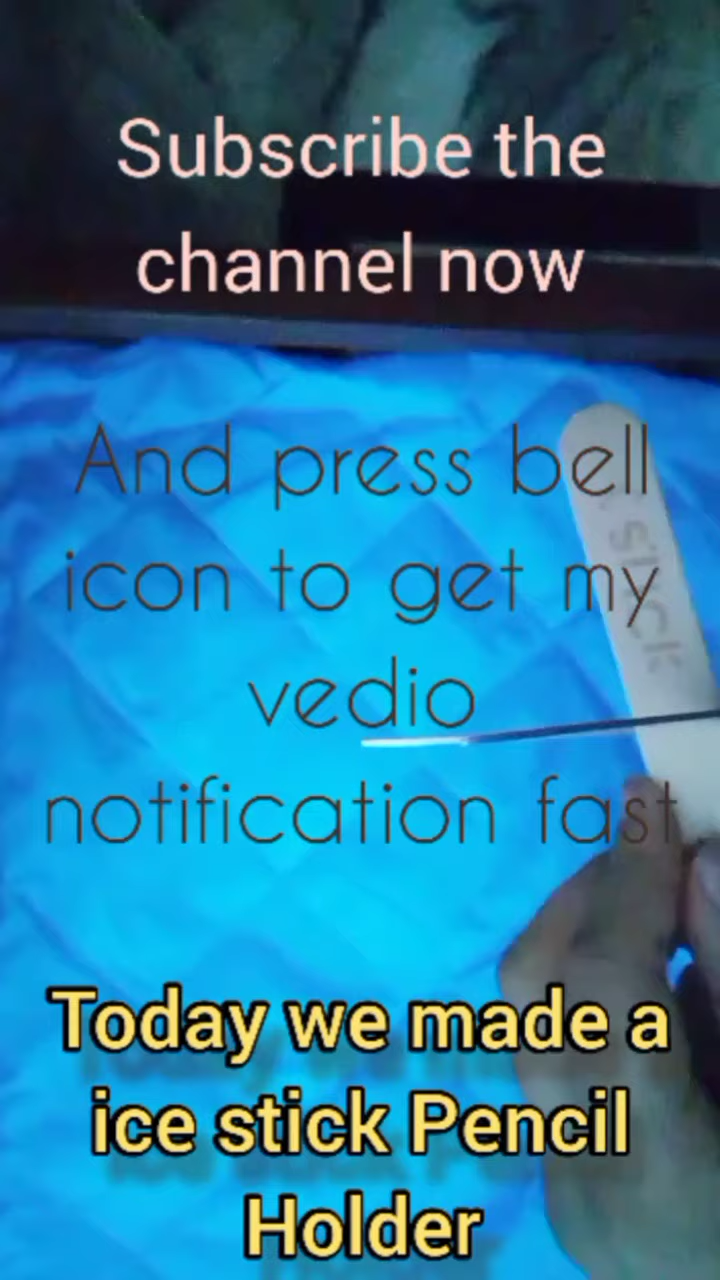 Subscribe the
channel now
And press bell
icon to get my
vedio
notification fast
Today we made a
ice stick Pencil
Holder
stick